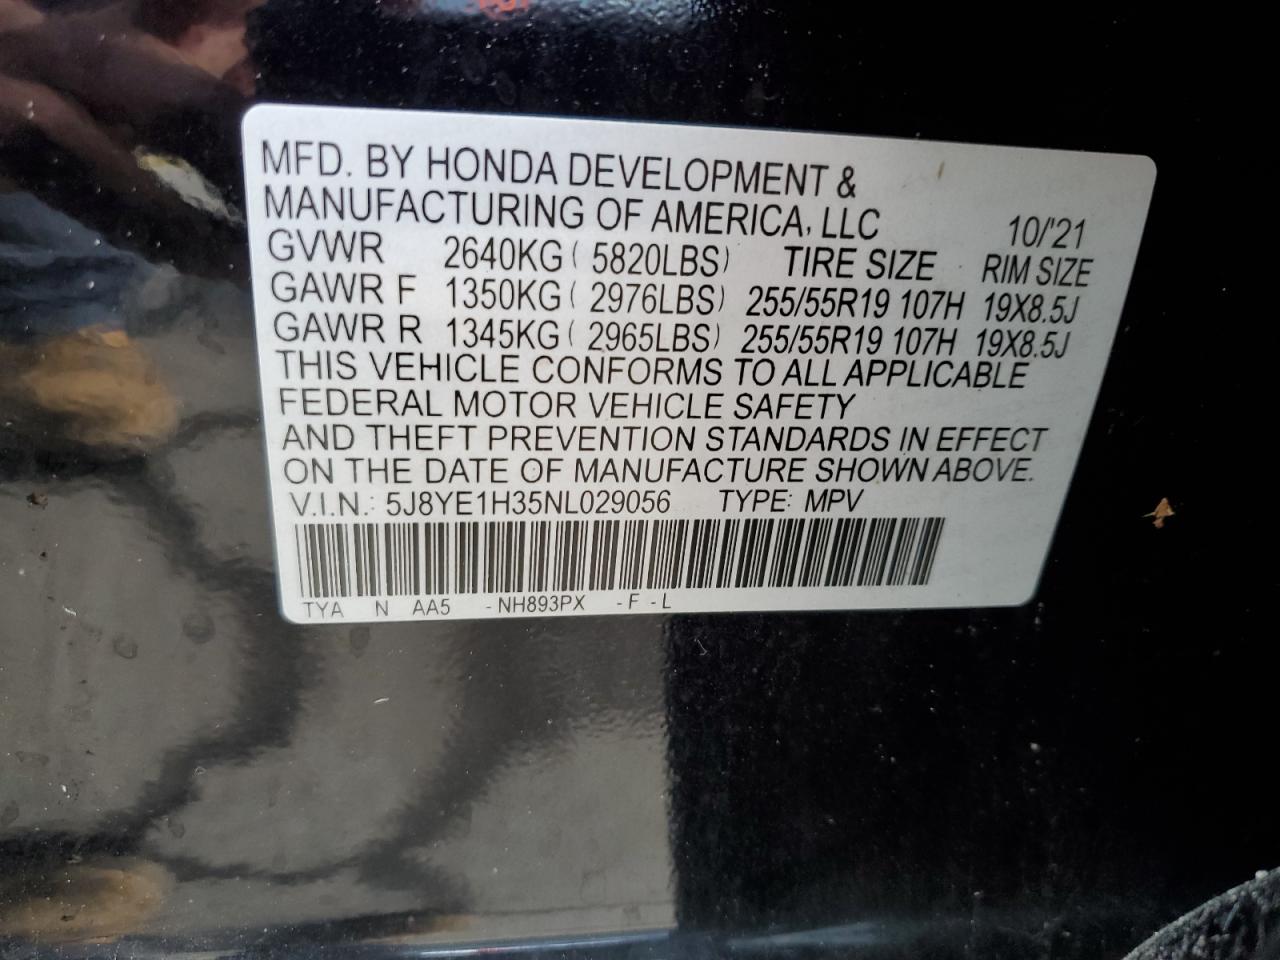 MFD. BY HONDA DEVELOPMENT &
MANUFACTURING OF AMERICA, LLC 10/'21
GVWR 2640KG ( 5820LBS) TIRE SIZE RIM SIZE
GAWR F 1350KG ( 2976LBS) 255/55R19 107H 19X8.5J
GAWR R 1345KG ( 2965LBS) 255/55R19 107H 19X8.5J
THIS VEHICLE CONFORMS TO ALL APPLICABLE
FEDERAL MOTOR VEHICLE SAFETY
AND THEFT PREVENTION STANDARDS IN EFFECT
ON THE DATE OF MANUFACTURE SHOWN ABOVE.
V.I.N.: 5J8YE1H35NL029056 TYPE: MPV
TYA N AA5 -NH893PX -F -L